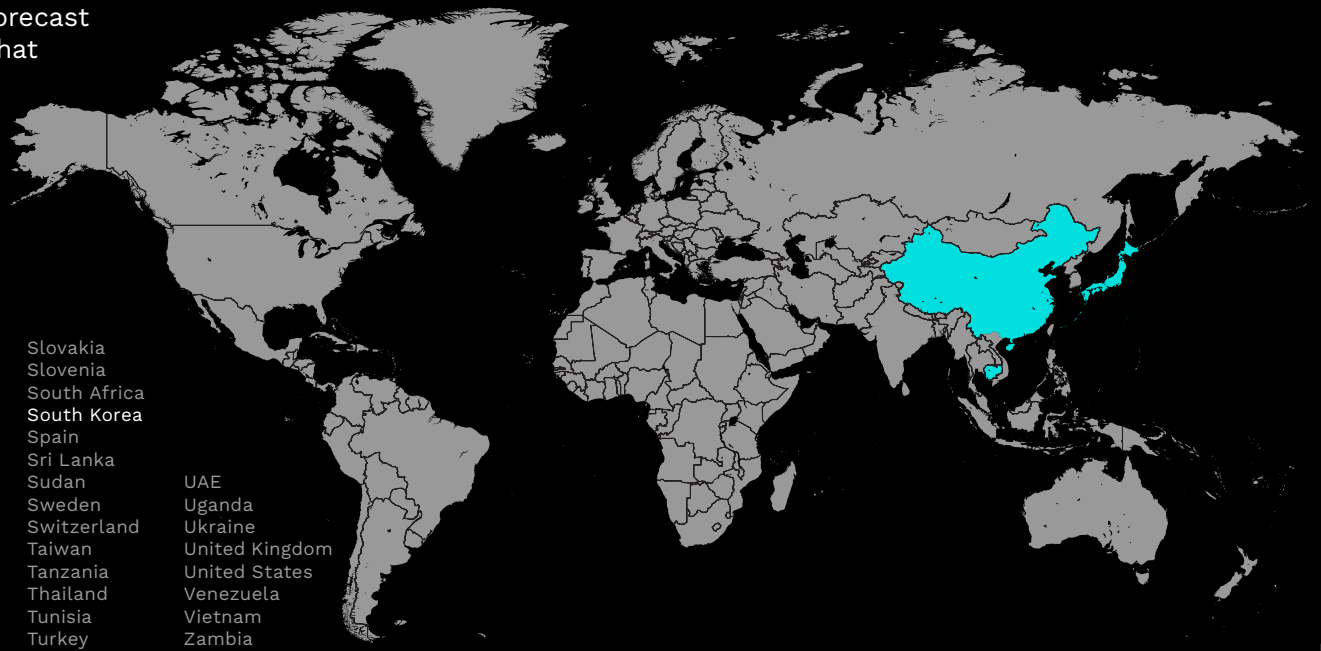 orecast
hat
Slovakia
Slovenia
South Africa
South Korea
Spain
Sri Lanka
Sudan
Sweden
Switzerland
Taiwan
Tanzania
Thailand
Tunisia
Turkey
UAE
Uganda
Ukraine
United Kingdom
United States
Venezuela
Vietnam
Zambia